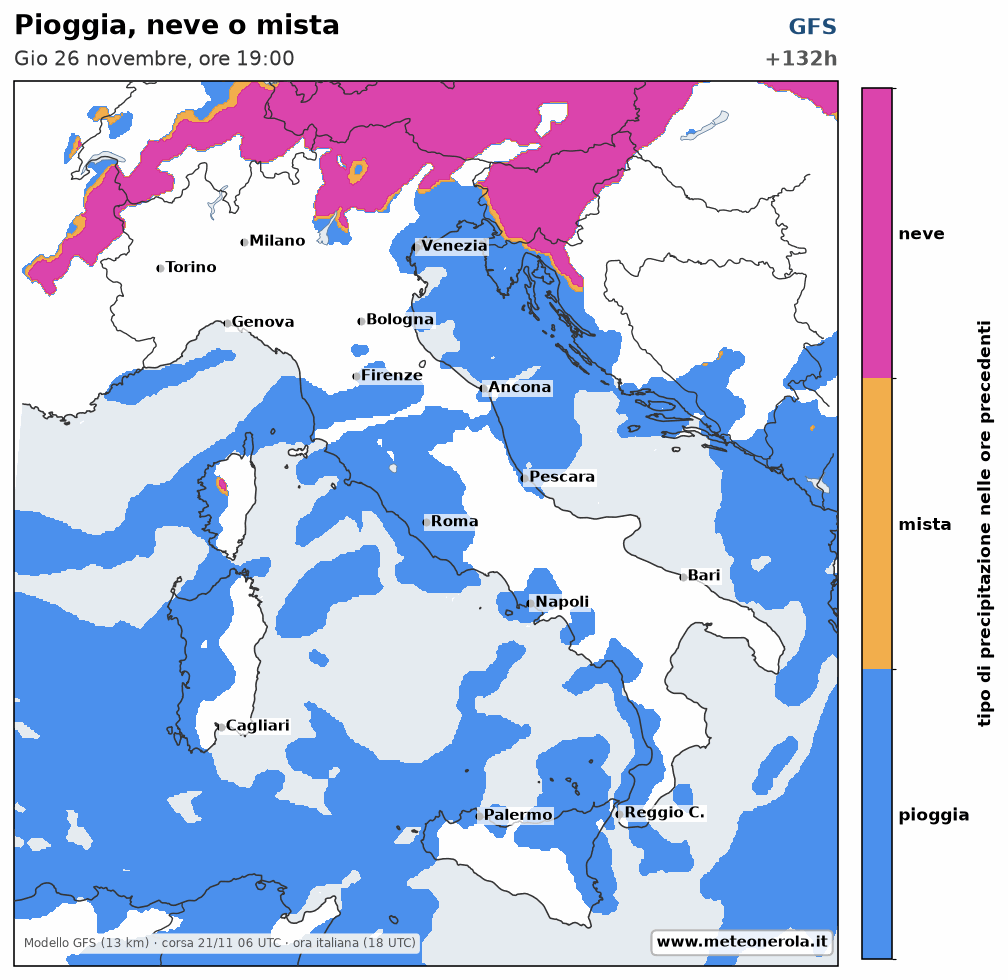 Pioggia, neve o mista
GFS
Gio 26 novembre, ore 19:00
+132h
neve
Milano
Venezia
Torino
Genova
Bologna
Firenze
Ancona
Pescara
Roma
mista
Bari
Napoli
Cagliari
Palermo
Reggio C.
pioggia
tipo di precipitazione nelle ore precedenti
Modello GFS (13 km) · corsa 21/11 06 UTC · ora italiana (18 UTC)
www.meteonerola.it